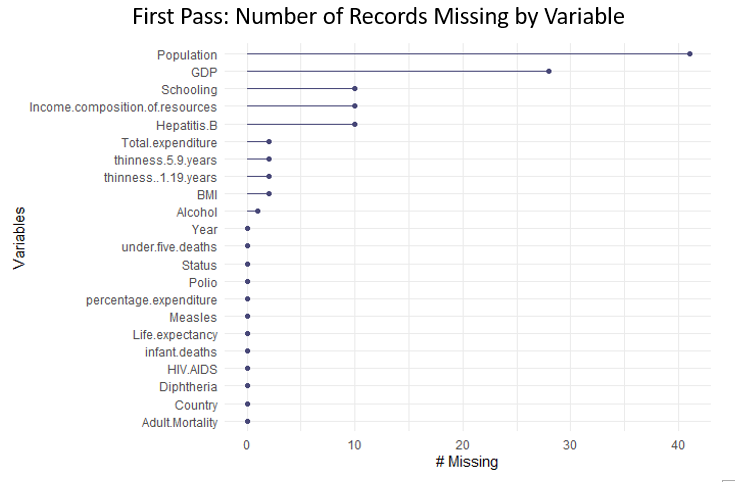 First Pass: Number of Records Missing by Variable
Population
GDP
Schooling
Income.composition.of.resources
Hepatitis.B
Total.expenditure
thinness.5.9.years
thinness..1.19.years
BMI
Alcohol
Year
under.five.deaths
Status
Polio
percentage.expenditure
Measles
Life.expectancy
infant.deaths
HIV.AIDS
Diphtheria
Country
Adult.Mortality
Variables
0 10 20 30 40
# Missing